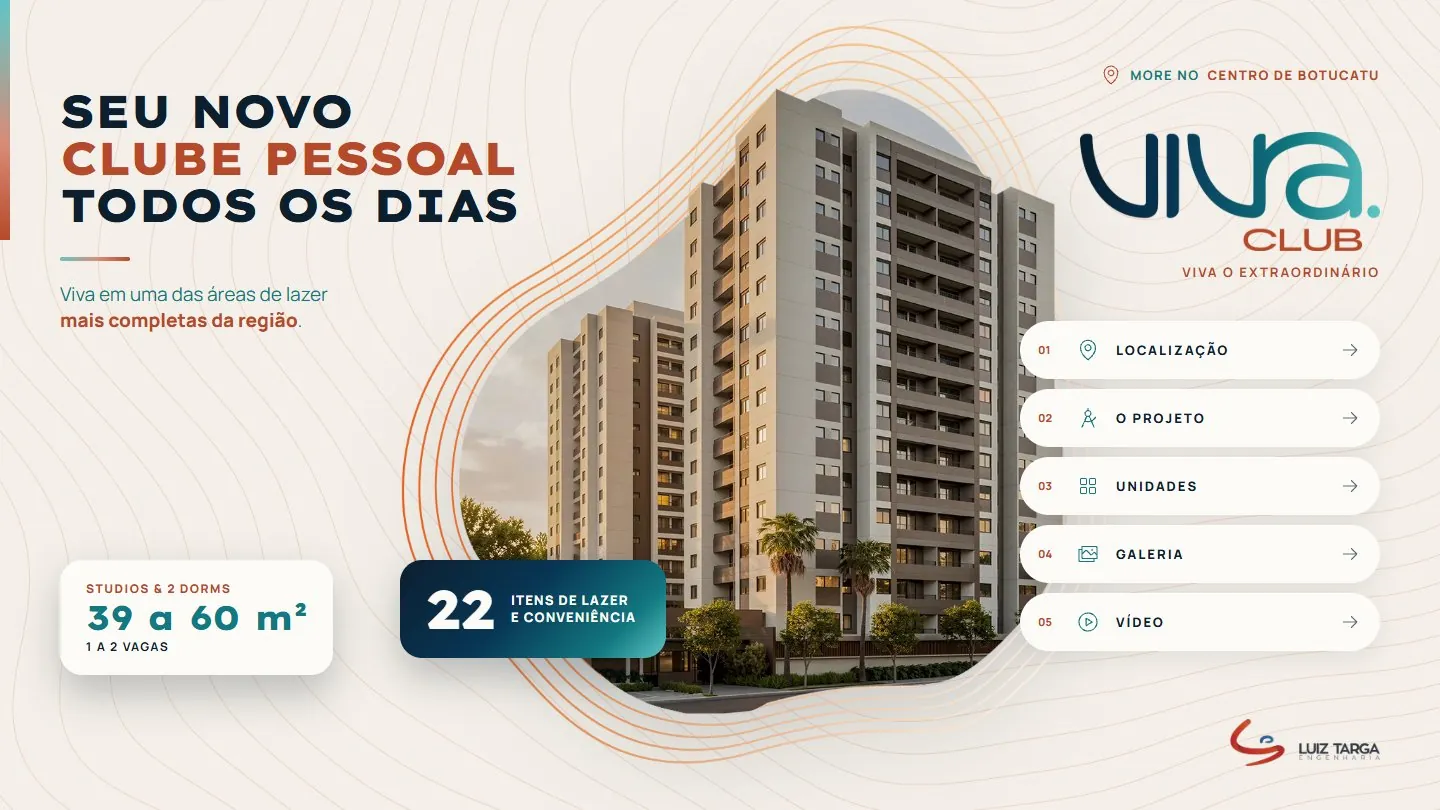 SEU NOVO
CLUBE PESSOAL
TODOS OS DIAS
Viva em uma das áreas de lazer
mais completas da região.
STUDIOS & 2 DORMS
39 a 60 m²
1 A 2 VAGAS
22
ITENS DE LAZER
E CONVENIÊNCIA
MORE NO CENTRO DE BOTUCATU
VIVA.
CLUB
VIVA O EXTRAORDINÁRIO
01 LOCALIZAÇÃO
02 O PROJETO
03 UNIDADES
04 GALERIA
05 VÍDEO
LUIZ TARGA
ENGENHARIA